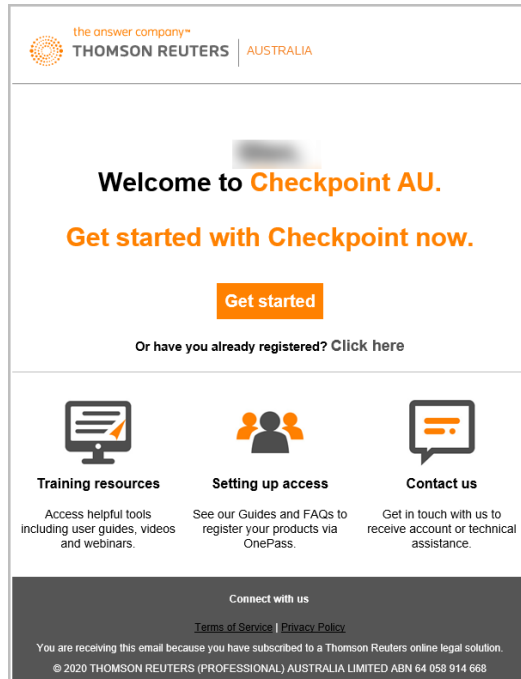 the answer company™
THOMSON REUTERS
AUSTRALIA
Welcome to Checkpoint AU.
Get started with Checkpoint now.
Get started
Or have you already registered? Click here
Training resources
Access helpful tools
including user guides, videos
and webinars.
Setting up access
See our Guides and FAQs to
register your products via
OnePass.
Contact us
Get in touch with us to
receive account or technical
assistance.
Connect with us
Terms of Service | Privacy Policy
You are receiving this email because you have subscribed to a Thomson Reuters online legal solution.
© 2020 THOMSON REUTERS (PROFESSIONAL) AUSTRALIA LIMITED ABN 64 058 914 668